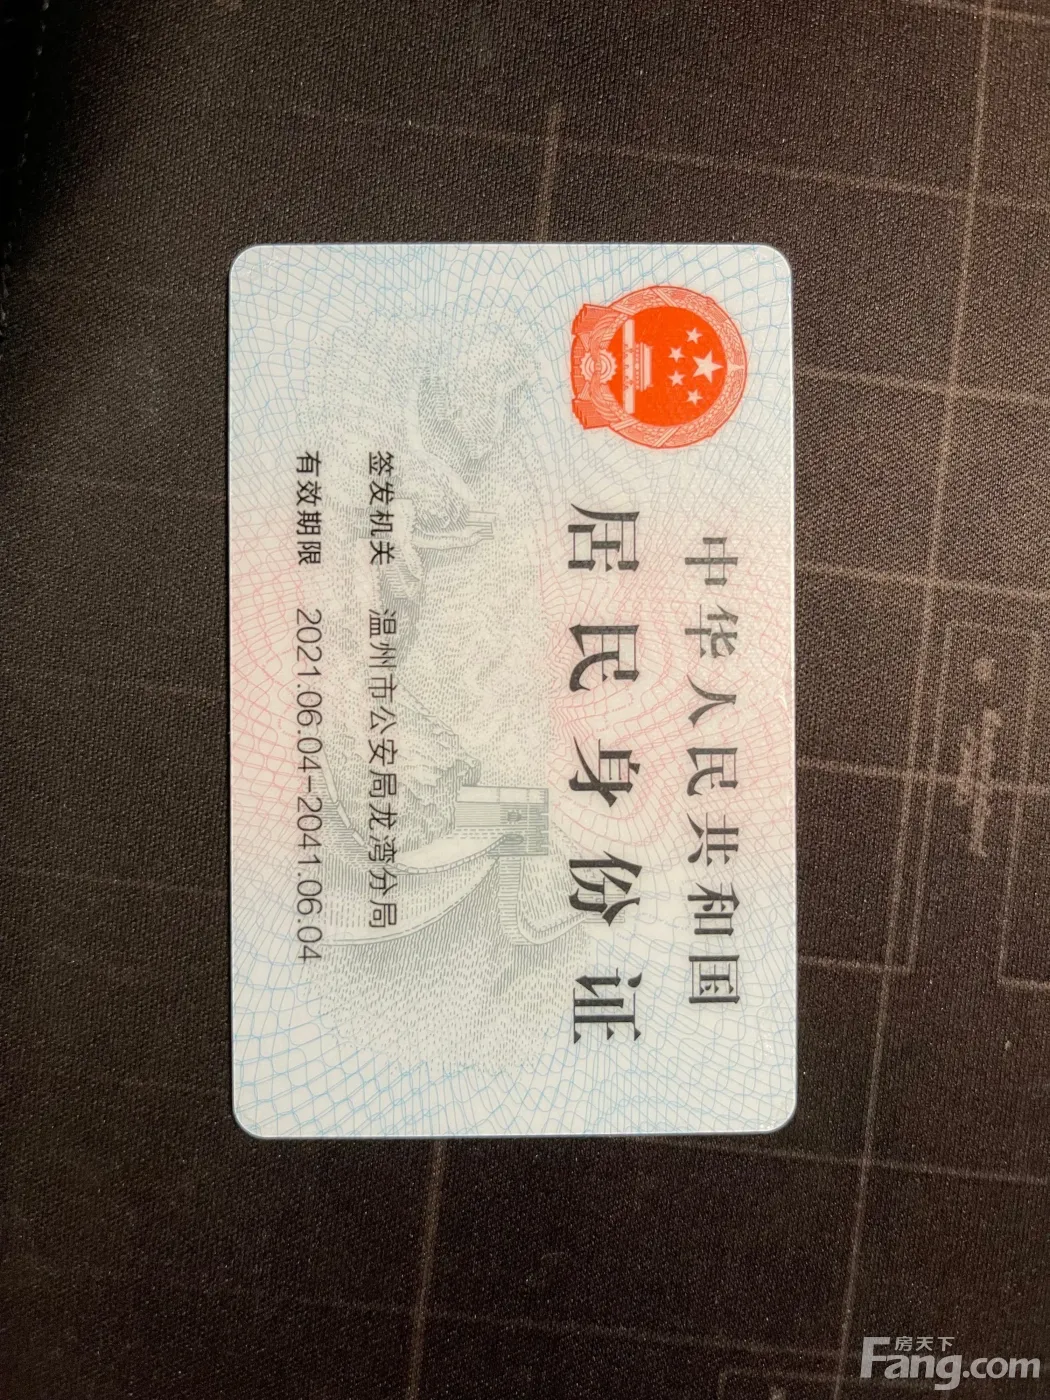 中华人民共和国
居民身份证
签发机关 温州市公安局龙湾分局
有效期限 2021.06.04-2041.06.04
房天下
Fang.com